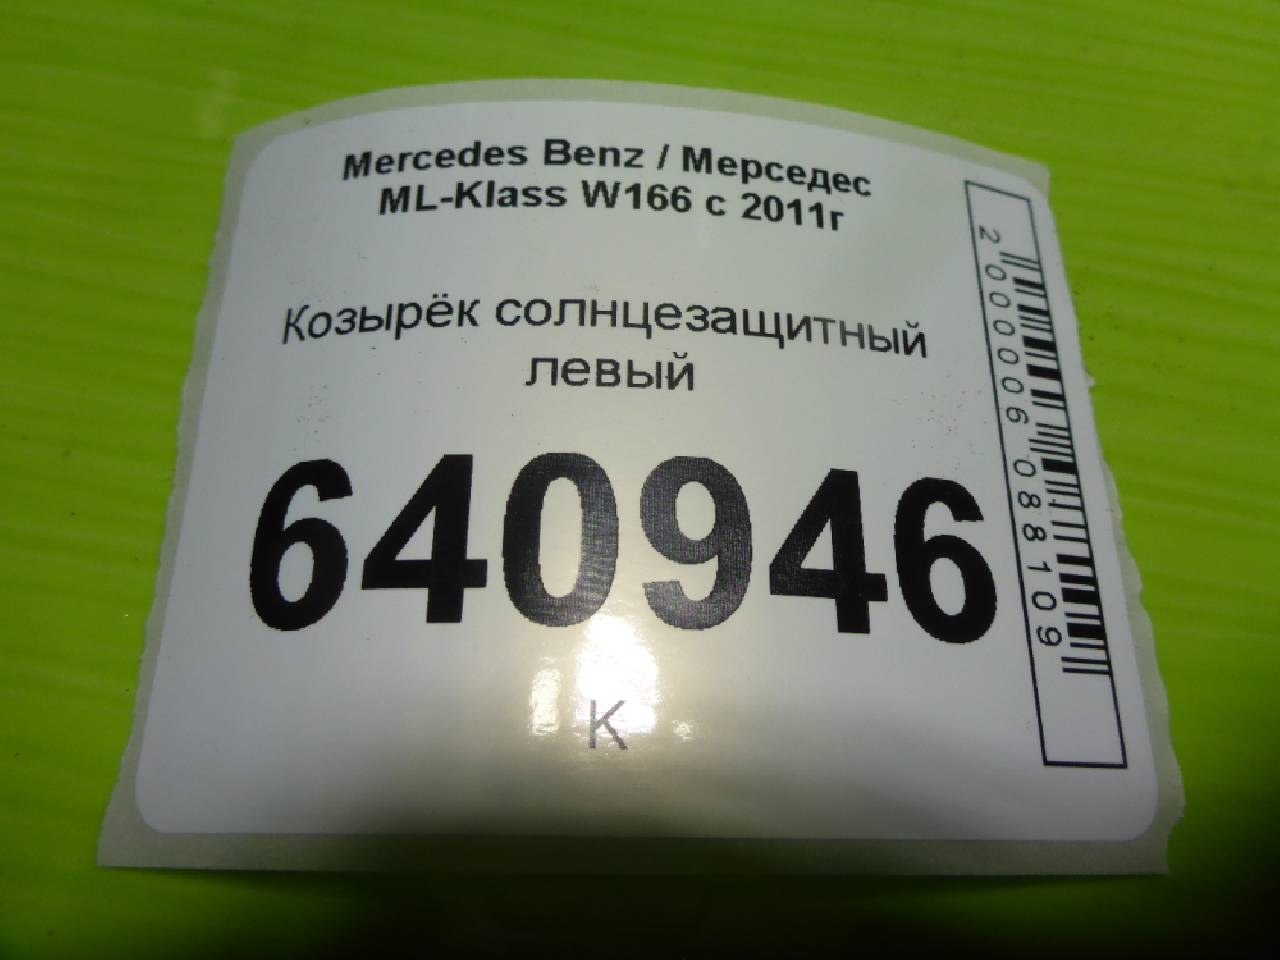 Mercedes Benz / Мерседес
ML-Klass W166 с 2011г
Козырёк солнцезащитный
левый
640946
К
2000006088109